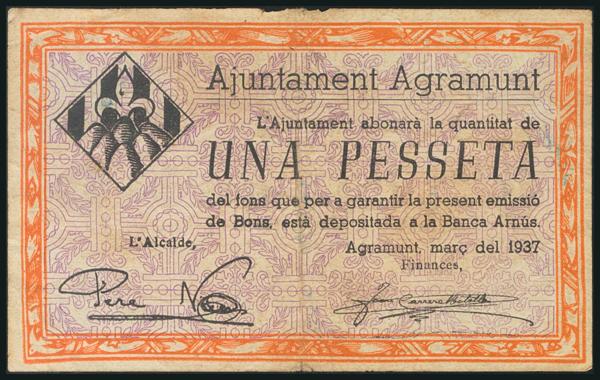 Ajuntament Agramunt
L'Ajuntament abonarà la quantitat de
UNA PESSETA
del fons que per a garantir la present emissió
de Bons, està depositada a la Banca Arnús.
L'Alcalde,
Agramunt, març del 1937
Finances,
Pere